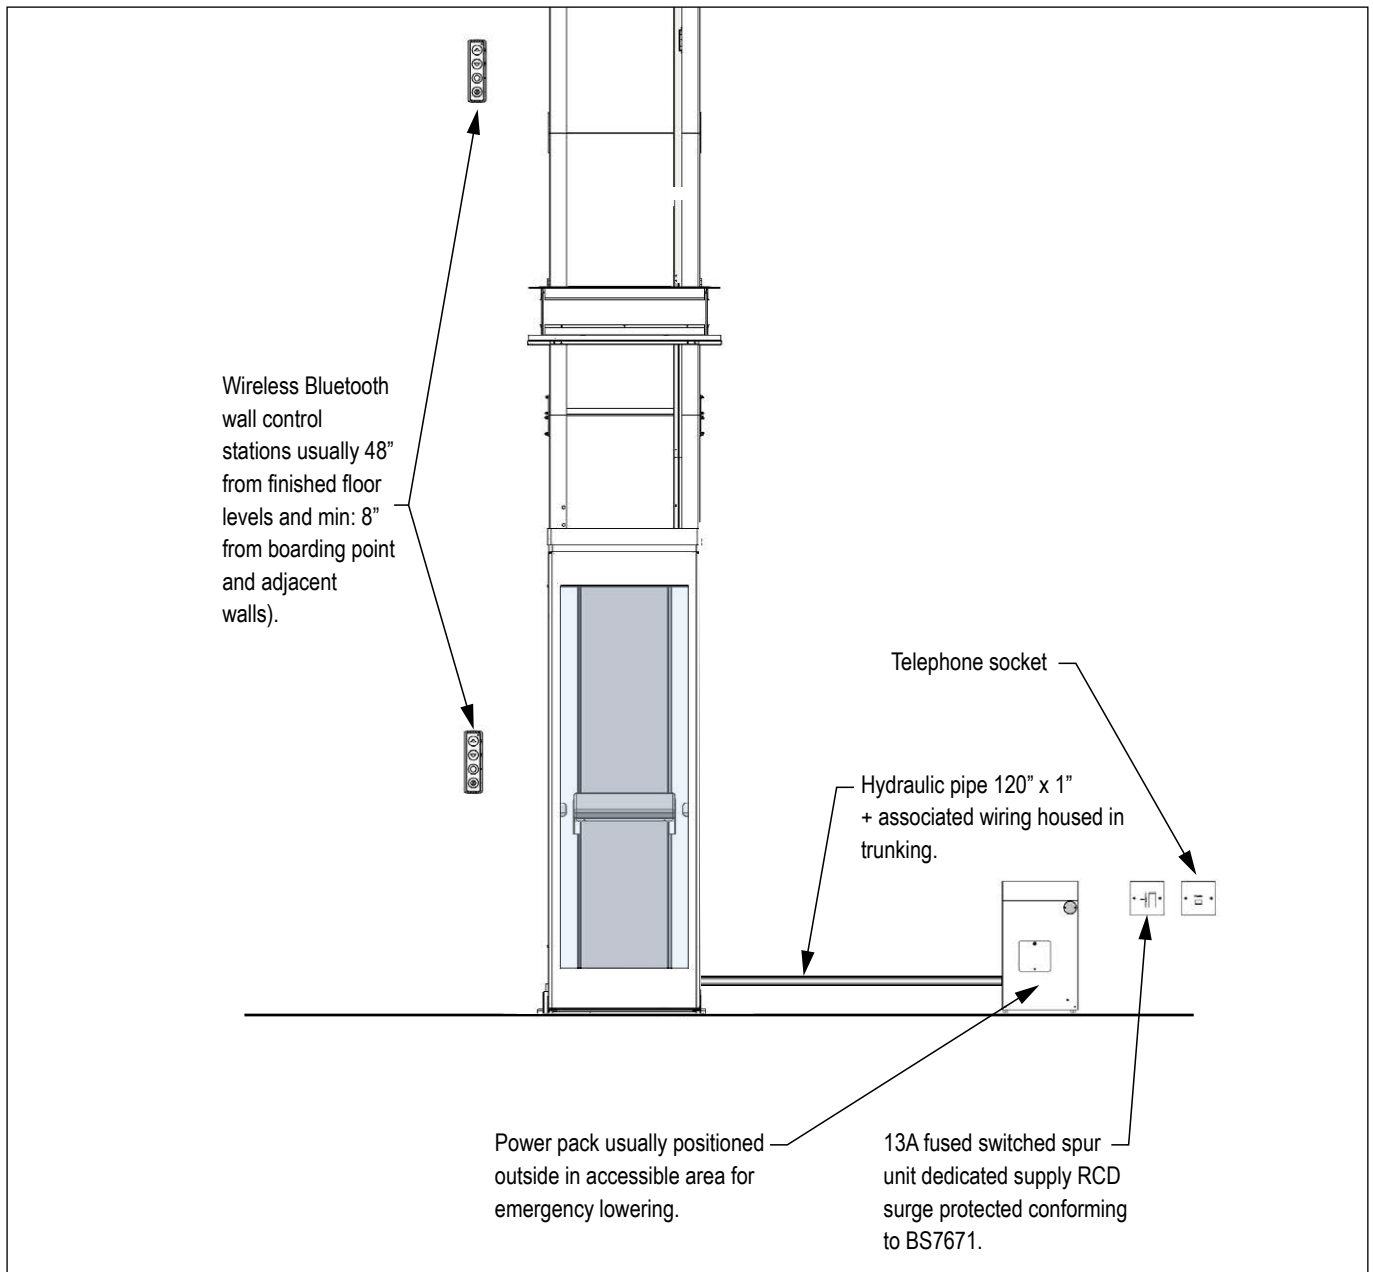 Wireless Bluetooth
wall control
stations usually 48”
from finished floor
levels and min: 8”
from boarding point
and adjacent
walls).
Telephone socket
Hydraulic pipe 120” x 1”
+ associated wiring housed in
trunking.
Power pack usually positioned
outside in accessible area for
emergency lowering.
13A fused switched spur
unit dedicated supply RCD
surge protected conforming
to BS7671.